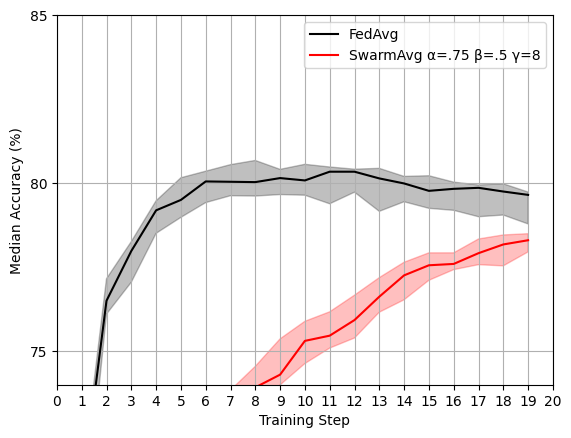 85
80
75
Median Accuracy (%)
FedAvg
SwarmAvg α=.75 β=.5 γ=8
0 1 2 3 4 5 6 7 8 9 10 11 12 13 14 15 16 17 18 19 20
Training Step